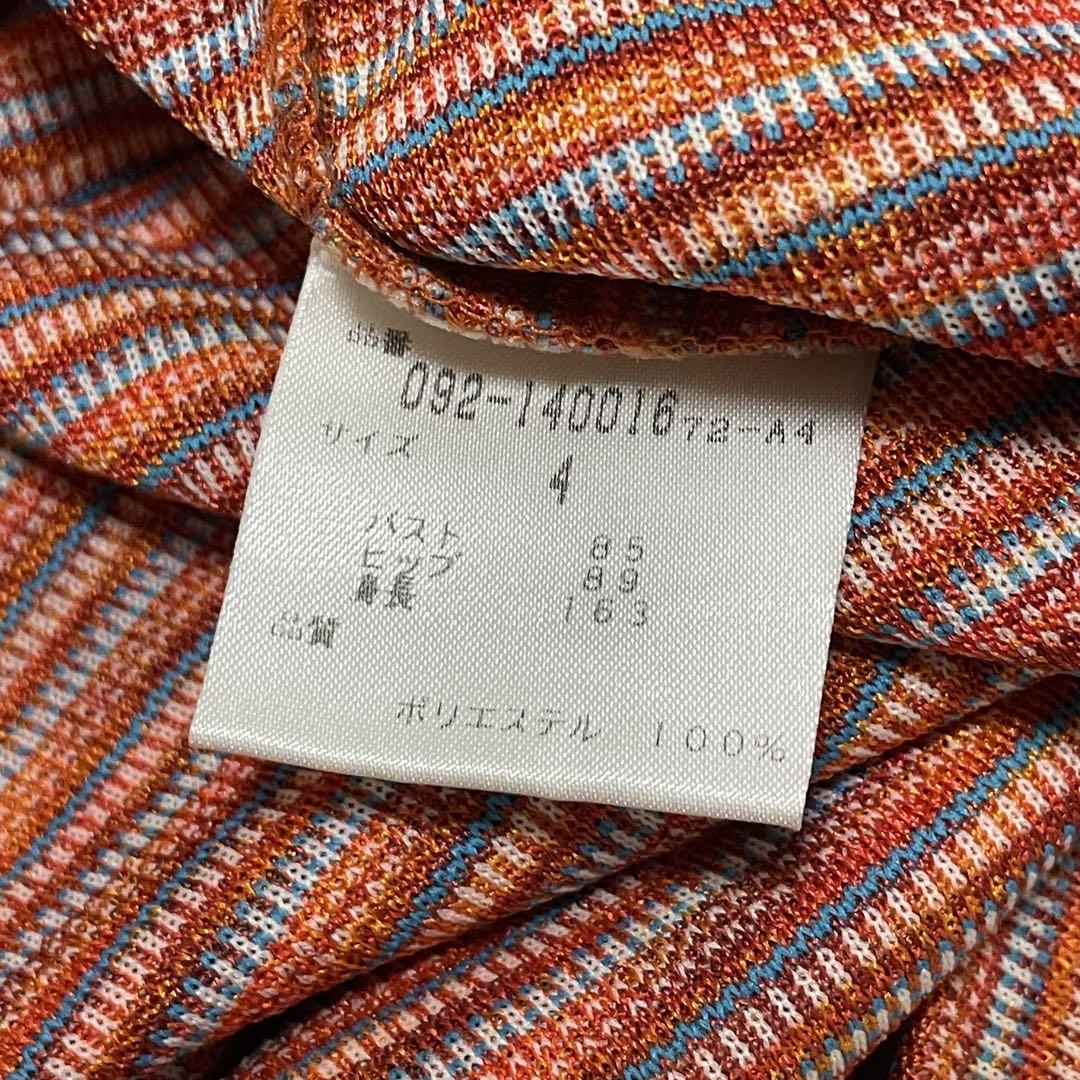 品番
092-140016 72-A4
サイズ
4
バスト 85
ヒップ 89
身長 163
品質
ポリエステル 100%